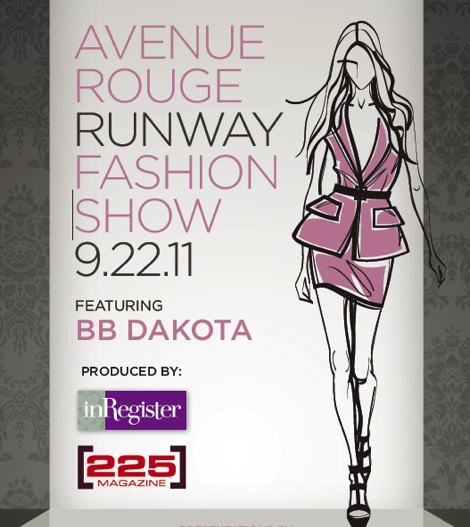 AVENUE
ROUGE
RUNWAY
FASHION
SHOW
9.22.11
FEATURING
BB DAKOTA
PRODUCED BY:
inRegister
[225]
MAGAZINE